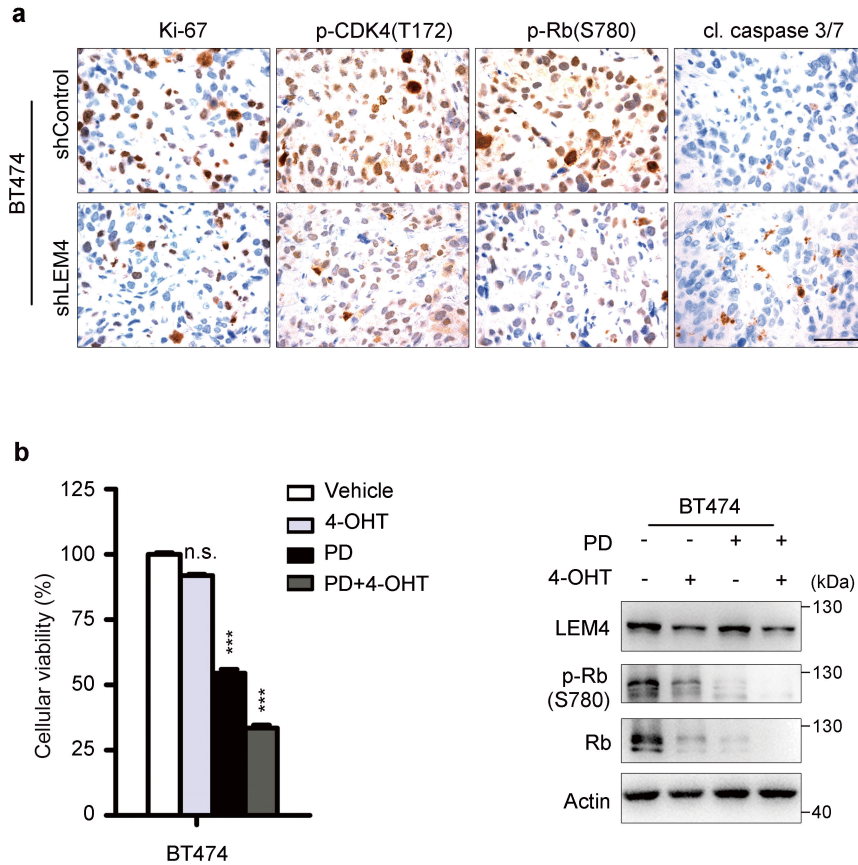 a
Ki-67 p-CDK4(T172) p-Rb(S780) cl. caspase 3/7
BT474
shControl
shLEM4
b
125
100
75
50
25
0
Cellular viability (%)
n.s.
***
***
BT474
Vehicle
4-OHT
PD
PD+4-OHT
BT474
PD - - + +
4-OHT - + - + (kDa)
LEM4 130
p-Rb 130
(S780)
Rb 130
Actin 40